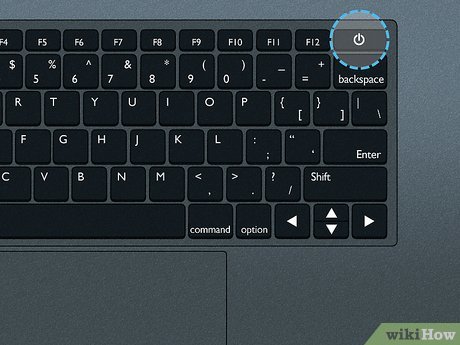 F4 F5 F6 F7 F8 F9 F10 F11 F12
$ % ^ & * ( ) _ +
5 6 7 8 9 0 - = backspace
R T Y U I O P { } |
[ ] \
F G H J K L : “
; ‘ Enter
C V B N M < > ? Shift
, . /
command option
wikiHow